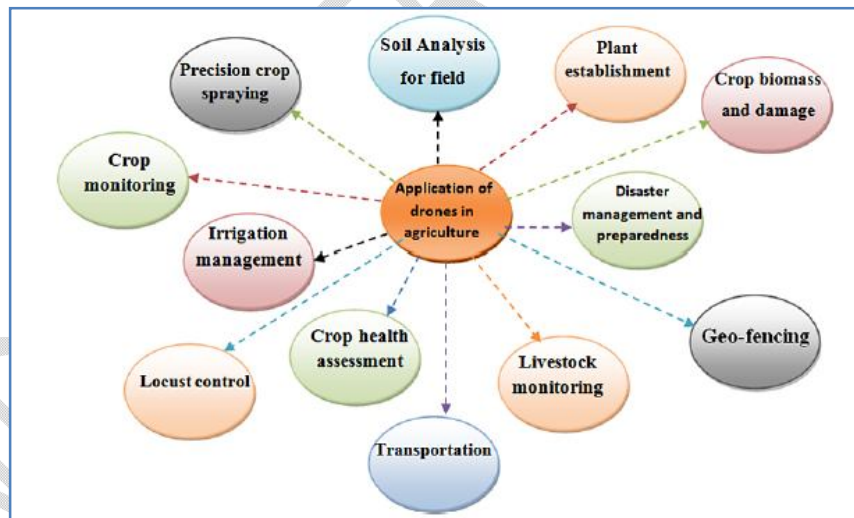 Soil Analysis
for field
Plant
establishment
Precision crop
spraying
Crop biomass
and damage
Crop
monitoring
Application of
drones in
agriculture
Disaster
management and
preparedness
Irrigation
management
Geo-fencing
Crop health
assessment
Livestock
monitoring
Locust control
Transportation